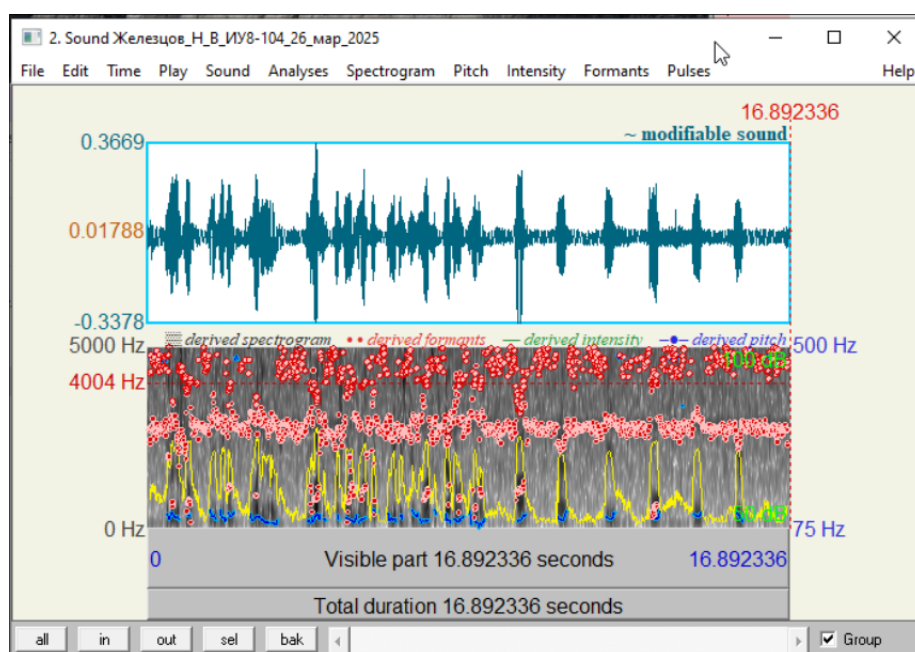 2. Sound Железцов_Н_В_ИУ8-104_26_мар_2025
File Edit Time Play Sound Analyses Spectrogram Pitch Intensity Formants Pulses Help
16.892336
~ modifiable sound
0.3669
0.01788
-0.3378
derived spectrogram derived formants derived intensity derived pitch
5000 Hz 100 dB 500 Hz
4004 Hz
0 Hz 50 dB 75 Hz
0 Visible part 16.892336 seconds 16.892336
Total duration 16.892336 seconds
all in out sel bak Group